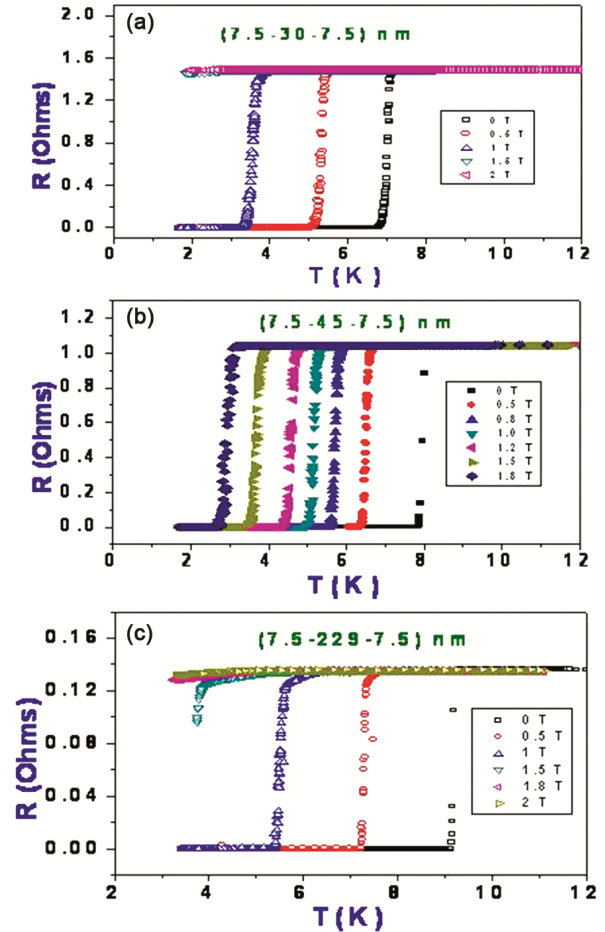 (a)
(7.5-30-7.5) nm
R (Ohms)
1.6
1.2
0.8
0.4
0.0
2.0
0 T
0.5 T
1 T
1.5 T
2 T
0 2 4 6 8 10 12
T (K)
(b)
(7.5-45-7.5) nm
R (Ohms)
1.2
1.0
0.8
0.6
0.4
0.2
0.0
0 T
0.5 T
0.8 T
1.0 T
1.2 T
1.5 T
1.8 T
0 2 4 6 8 10 12
T (K)
(c)
(7.5-229-7.5) nm
R (Ohms)
0.16
0.12
0.08
0.04
0.00
0 T
0.5 T
1 T
1.5 T
1.8 T
2 T
2 4 6 8 10 12
T (K)